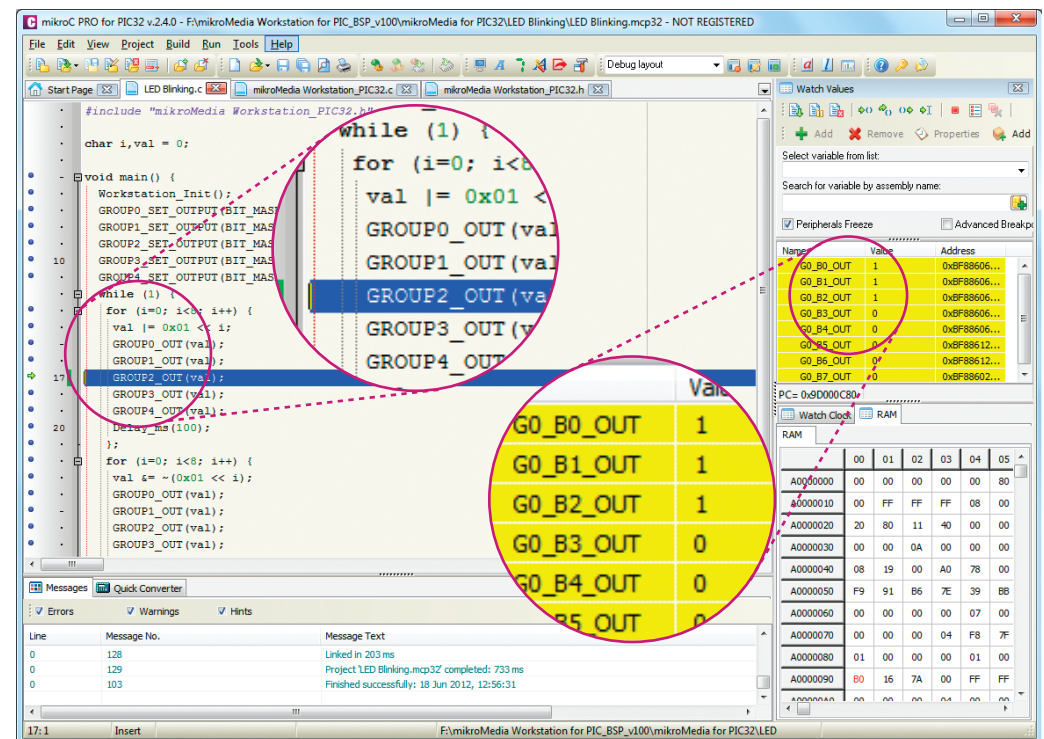 mikroC PRO for PIC32 v.2.4.0 - F:\mikroMedia Workstation for PIC_BSP_v100\mikroMedia for PIC32\LED Blinking\LED Blinking.mcp32 - NOT REGISTERED
File Edit View Project Build Run Tools Help
Debug layout
Start Page LED Blinking.c mikroMedia Workstation_PIC32.c mikroMedia Workstation_PIC32.h
#include "mikroMedia Workstation_PIC32.h"
char i,val = 0;
void main() {
Workstation_Init();
GROUP0_SET_OUTPUT(BIT_MAS
GROUP1_SET_OUTPUT(BIT_MAS
GROUP2_SET_OUTPUT(BIT_MAS
10 GROUP3_SET_OUTPUT(BIT_MAS
GROUP4_SET_OUTPUT(BIT_MAS
while (1) {
for (i=0; i<8; i++) {
val |= 0x01 << i;
GROUP0_OUT(val);
GROUP1_OUT(val);
17 GROUP2_OUT(val);
GROUP3_OUT(val);
GROUP4_OUT(val);
20 Delay_ms(100);
};
for (i=0; i<8; i++) {
val &= ~(0x01 << i);
GROUP0_OUT(val);
GROUP1_OUT(val);
GROUP2_OUT(val);
GROUP3_OUT(val);
while (1) {
for (i=0; i<8
val |= 0x01 <
GROUP0_OUT(val
GROUP1_OUT(val
GROUP2_OUT(va
GROUP3_OUT(v
GROUP4_OUT
Valu
G0_B0_OUT 1
G0_B1_OUT 1
G0_B2_OUT 1
G0_B3_OUT 0
G0_B4_OUT 0
B5_OUT 0
Watch Values
Add Remove Properties Add
Select variable from list:
Search for variable by assembly name:
Peripherals Freeze Advanced Breakpo
Name Value Address
G0_B0_OUT 1 0xBF88606...
G0_B1_OUT 1 0xBF88606...
G0_B2_OUT 1 0xBF88606...
G0_B3_OUT 0 0xBF88606...
G0_B4_OUT 0 0xBF88606...
G0_B5_OUT 0 0xBF88612...
G0_B6_OUT 0 0xBF88612...
G0_B7_OUT 0 0xBF88602...
PC= 0x9D000C80
Watch Clock RAM
RAM
00 01 02 03 04 05
A0000000 00 00 00 00 00 80
A0000010 00 FF FF FF 08 00
A0000020 20 80 11 40 00 00
A0000030 00 00 0A 00 00 00
A0000040 08 19 00 A0 78 00
A0000050 F9 91 B6 7E 39 BB
A0000060 00 00 00 00 07 00
A0000070 00 00 00 04 F8 7F
A0000080 01 00 00 00 01 00
A0000090 B0 16 7A 00 FF FF
A00000A0 00 00 00 04 00 00
Messages Quick Converter
Errors Warnings Hints
Line Message No. Message Text
0 128 Linked in 203 ms
0 129 Project 'LED Blinking.mcp32' completed: 733 ms
0 103 Finished successfully: 18 Jun 2012, 12:56:31
17: 1 Insert F:\mikroMedia Workstation for PIC_BSP_v100\mikroMedia for PIC32\LED